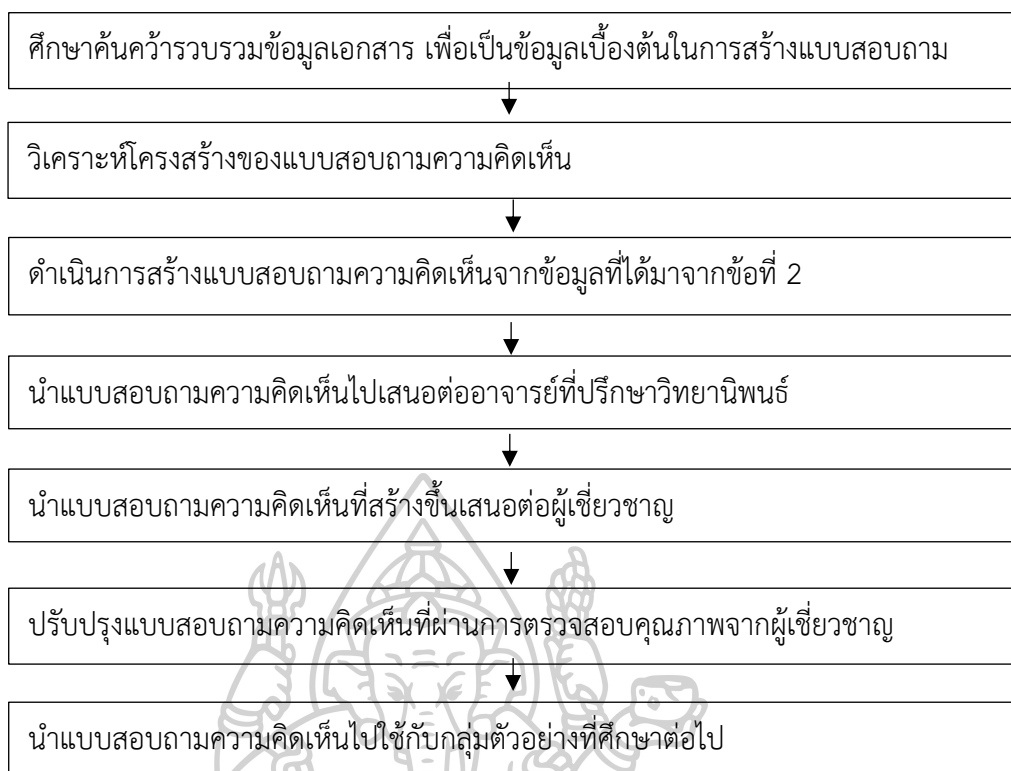 ศึกษาค้นคว้ารวบรวมข้อมูลเอกสาร เพื่อเป็นข้อมูลเบื้องต้นในการสร้างแบบสอบถาม
วิเคราะห์โครงสร้างของแบบสอบถามความคิดเห็น
ดำเนินการสร้างแบบสอบถามความคิดเห็นจากข้อมูลที่ได้มาจากข้อที่ 2
นำแบบสอบถามความคิดเห็นไปเสนอต่ออาจารย์ที่ปรึกษาวิทยานิพนธ์
นำแบบสอบถามความคิดเห็นที่สร้างขึ้นเสนอต่อผู้เชี่ยวชาญ
ปรับปรุงแบบสอบถามความคิดเห็นที่ผ่านการตรวจสอบคุณภาพจากผู้เชี่ยวชาญ
นำแบบสอบถามความคิดเห็นไปใช้กับกลุ่มตัวอย่างที่ศึกษาต่อไป